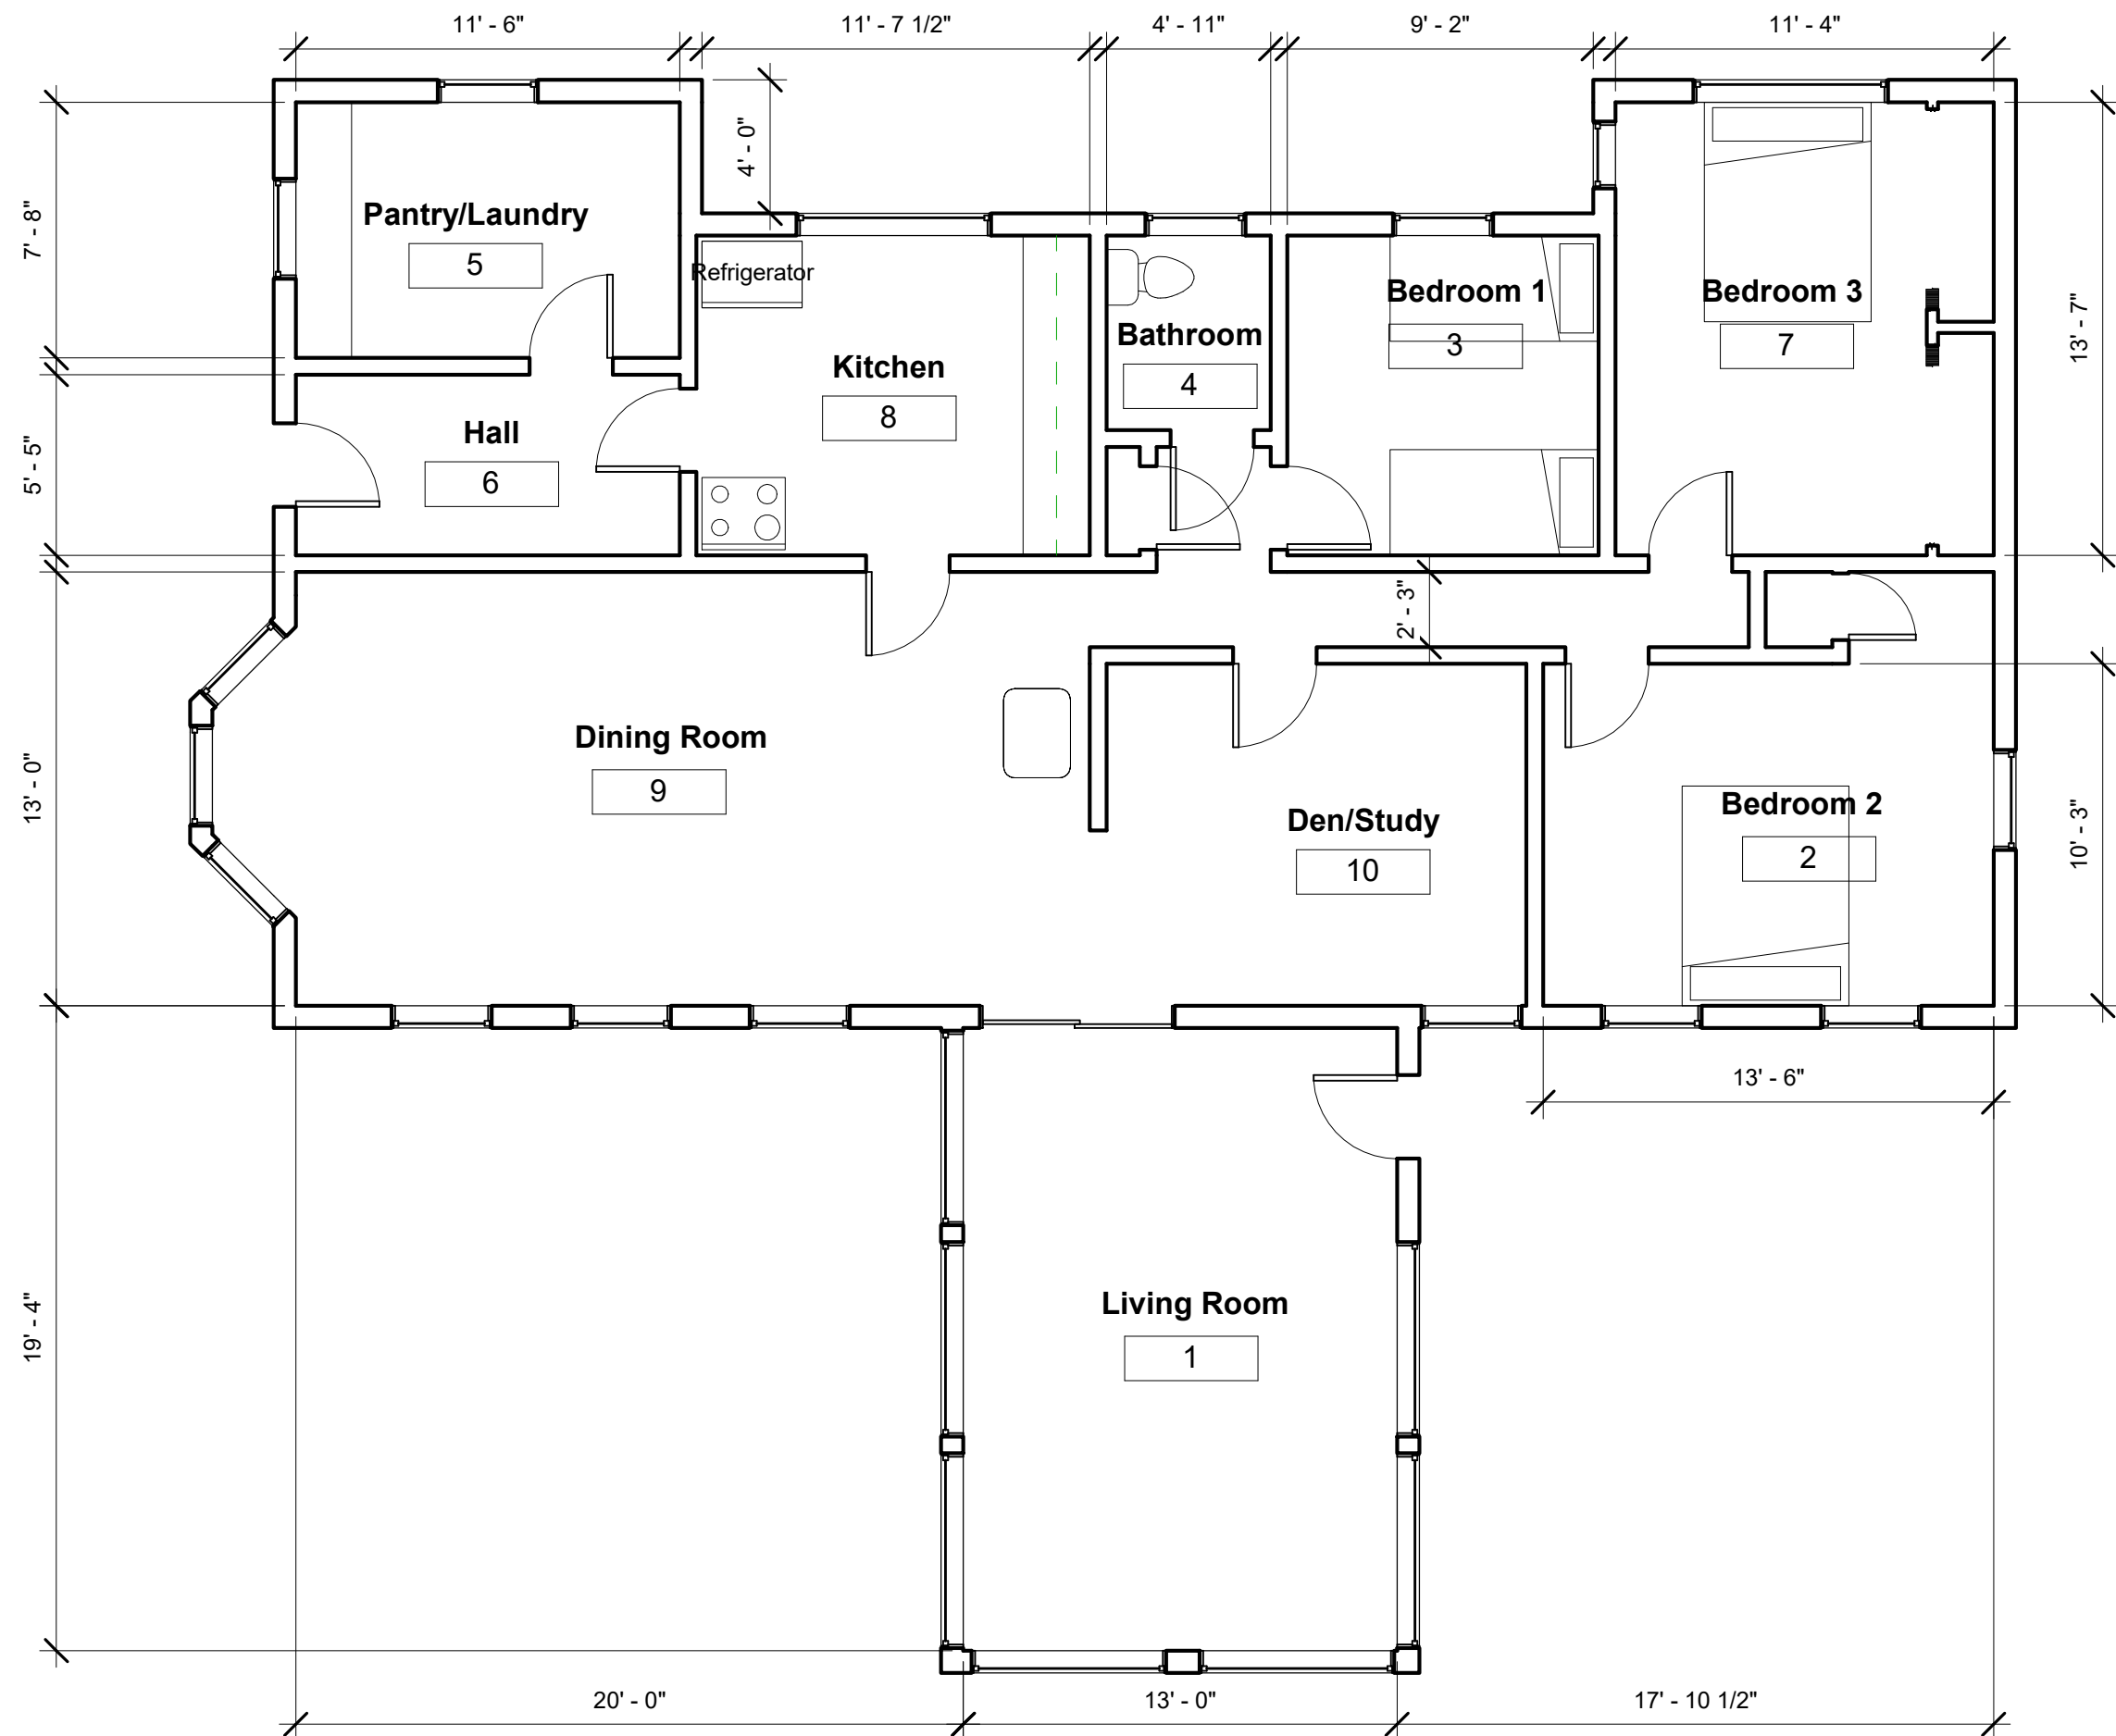 11' - 6"
11' - 7 1/2"
4' - 11"
9' - 2"
11' - 4"
4' - 0"
7' - 8"
Pantry/Laundry
5
Refrigerator
Bedroom 1
3
Bedroom 3
7
13' - 7"
Bathroom
4
Kitchen
8
Hall
6
5' - 5"
2' - 3"
Dining Room
9
13' - 0"
Den/Study
10
Bedroom 2
2
10' - 3"
13' - 6"
Living Room
1
19' - 4"
20' - 0"
13' - 0"
17' - 10 1/2"